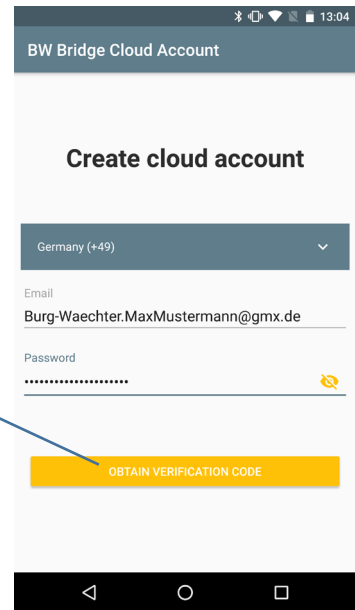 13:04
BW Bridge Cloud Account
Create cloud account
Germany (+49)
Email
Burg-Waechter.MaxMustermann@gmx.de
Password
•••••••••••••••••••••
OBTAIN VERIFICATION CODE